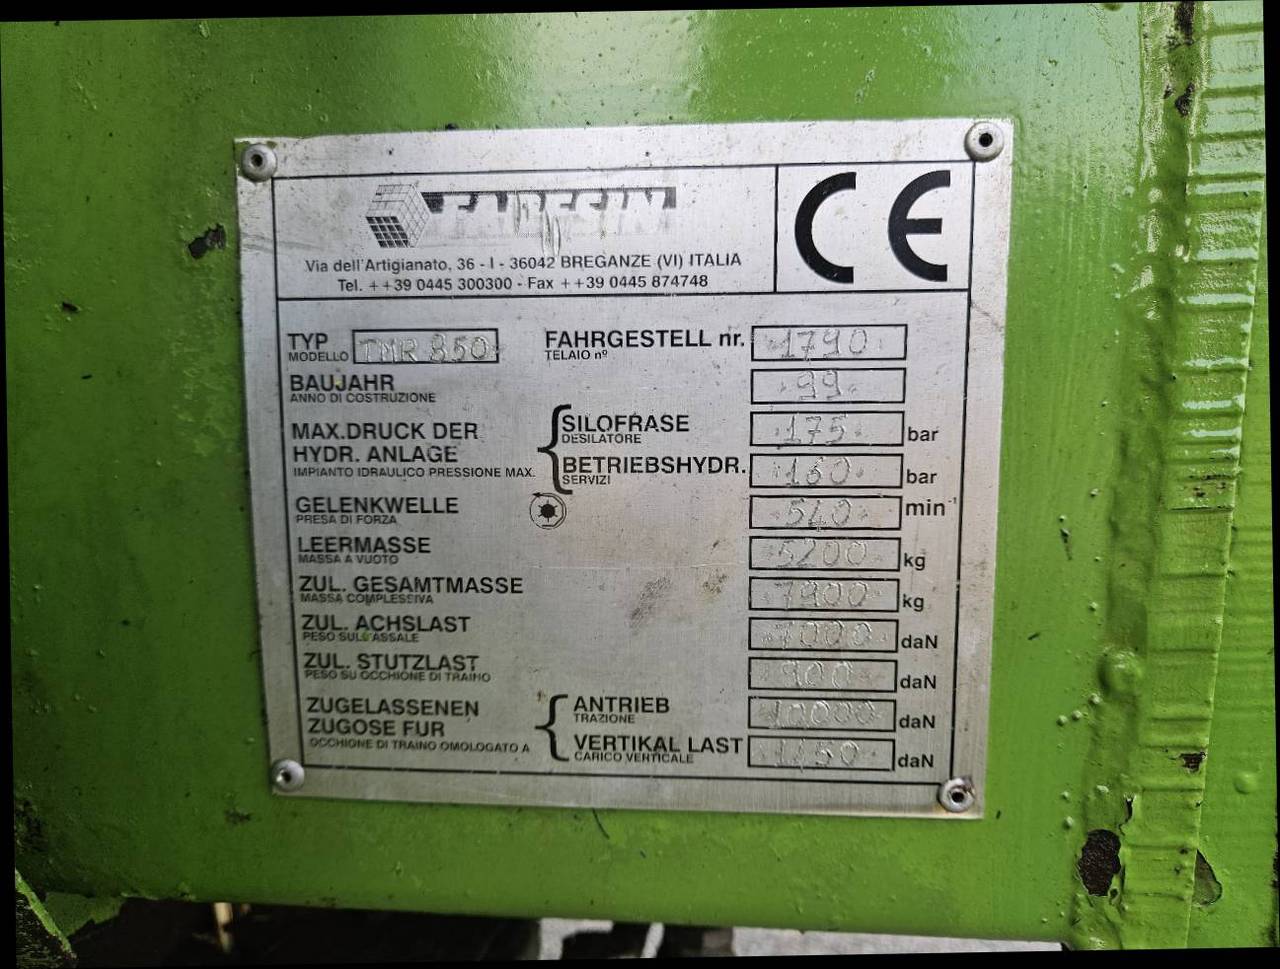 FARESIN
CE
Via dell'Artigianato, 36 - I - 36042 BREGANZE (VI) ITALIA
Tel. ++39 0445 300300 - Fax ++39 0445 874748
TYP TMR 850 FAHRGESTELL nr. 1790
MODELLO TELAIO nº
BAUJAHR 99
ANNO DI COSTRUZIONE
MAX.DRUCK DER
HYDR. ANLAGE
IMPIANTO IDRAULICO PRESSIONE MAX.
SILOFRASE 175 bar
DESILATORE
BETRIEBSHYDR. 160 bar
SERVIZI
GELENKWELLE 540 min⁻¹
PRESA DI FORZA
LEERMASSE 5200 kg
MASSA A VUOTO
ZUL. GESAMTMASSE 7900 kg
MASSA COMPLESSIVA
ZUL. ACHSLAST 7000 daN
PESO SULL'ASSALE
ZUL. STUTZLAST 900 daN
PESO SU OCCHIONE DI TRAINO
ZUGELASSENEN
ZUGOSE FUR
OCCHIONE DI TRAINO OMOLOGATO A
ANTRIEB 10000 daN
TRAZIONE
VERTIKAL LAST 1150 daN
CARICO VERTICALE